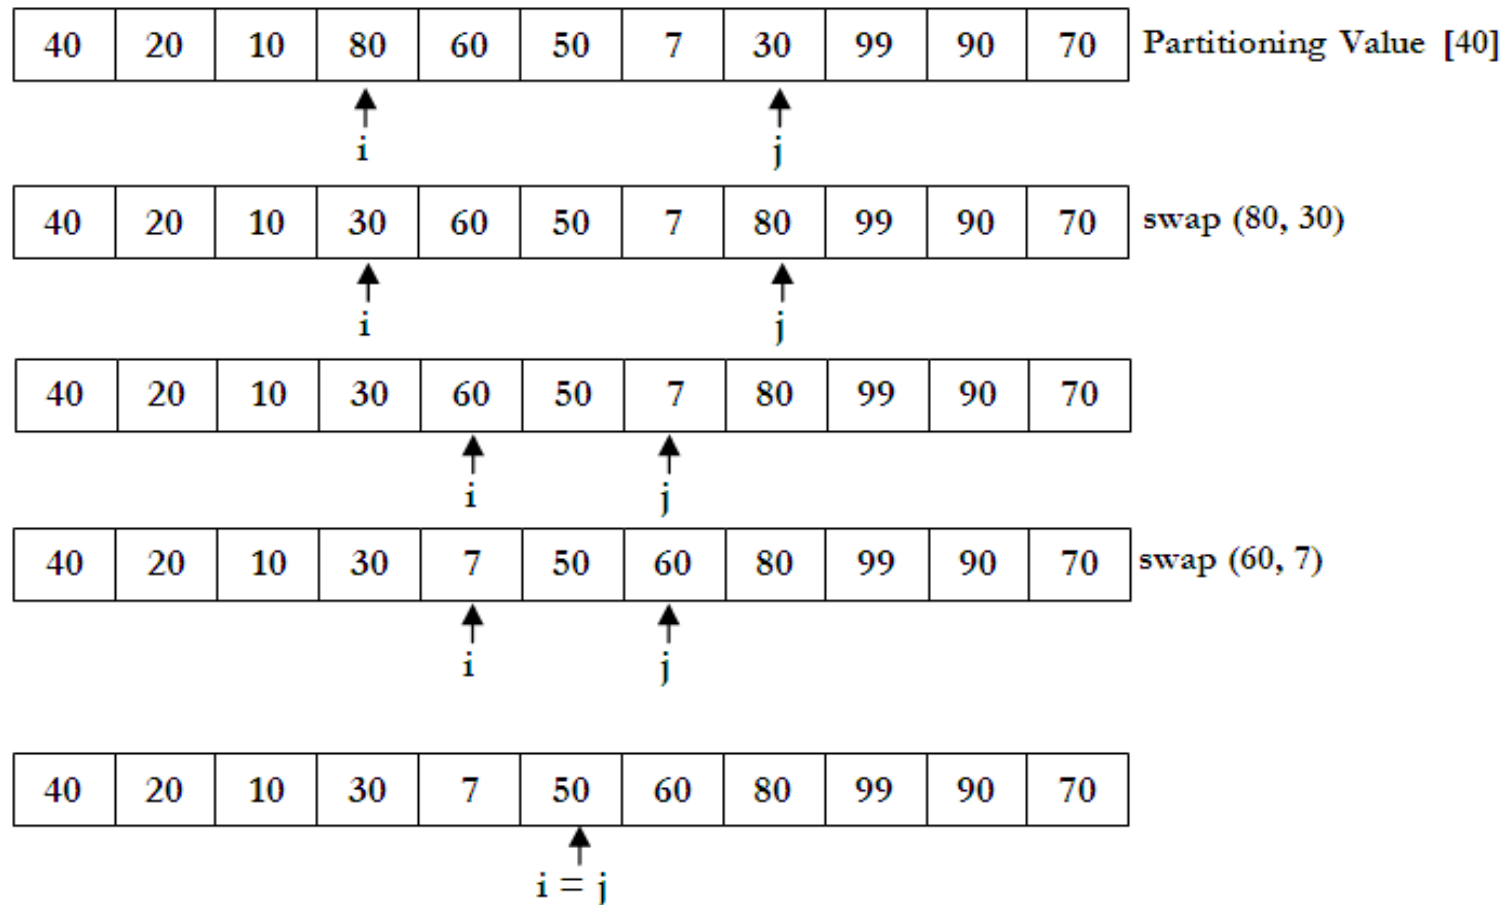 40 20 10 80 60 50 7 30 99 90 70 Partitioning Value [40]
i j
40 20 10 30 60 50 7 80 99 90 70 swap (80, 30)
i j
40 20 10 30 60 50 7 80 99 90 70
i j
40 20 10 30 7 50 60 80 99 90 70 swap (60, 7)
i j
40 20 10 30 7 50 60 80 99 90 70
i = j